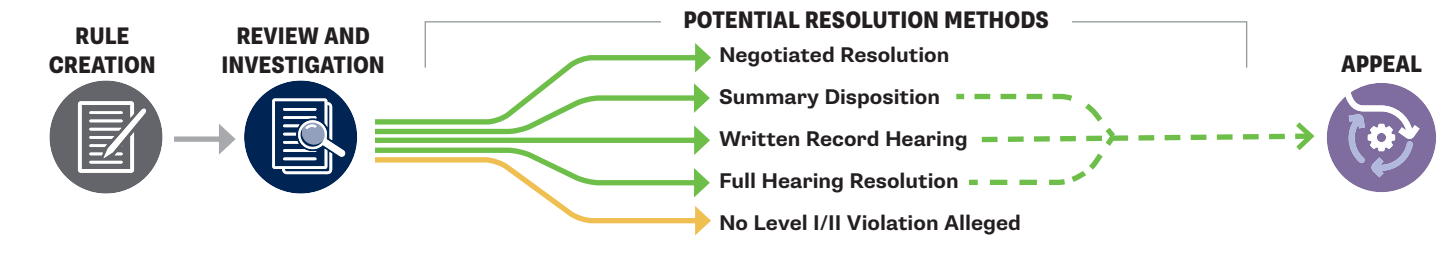 RULE
CREATION
REVIEW AND
INVESTIGATION
POTENTIAL RESOLUTION METHODS
Negotiated Resolution
Summary Disposition
Written Record Hearing
Full Hearing Resolution
No Level I/II Violation Alleged
APPEAL